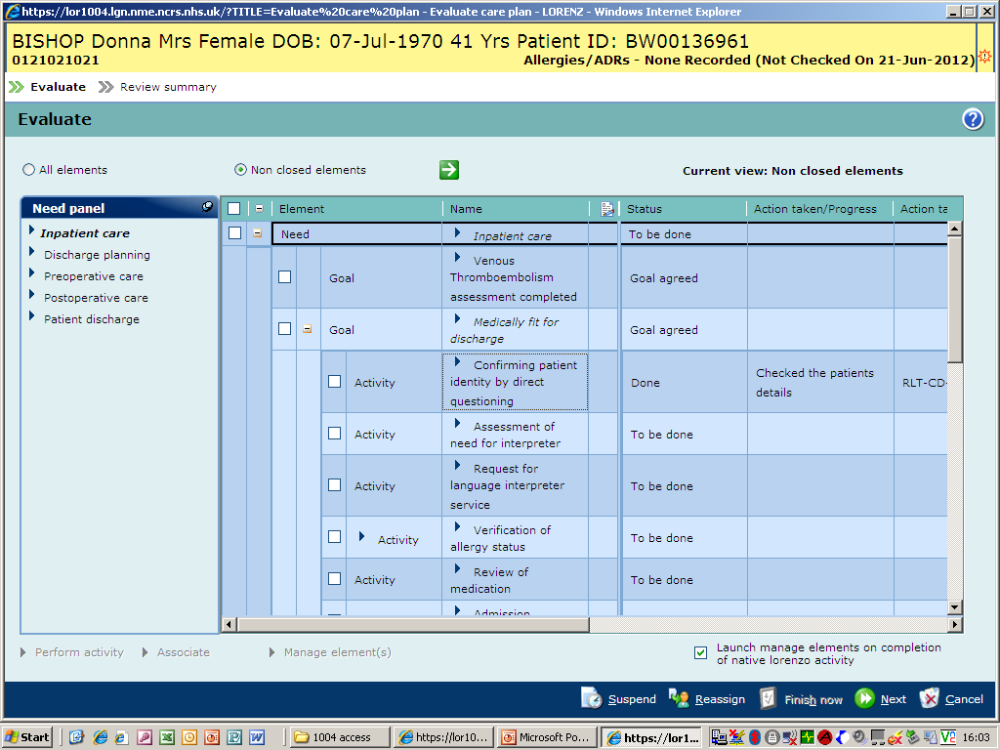 https://lor1004.lgn.nme.ncrs.nhs.uk/?TITLE=Evaluate%20care%20plan - Evaluate care plan - LORENZ - Windows Internet Explorer
BISHOP Donna Mrs Female DOB: 07-Jul-1970 41 Yrs Patient ID: BW00136961
0121021021 Allergies/ADRs - None Recorded (Not Checked On 21-Jun-2012)
Evaluate Review summary
Evaluate
All elements Non closed elements Current view: Non closed elements
Need panel
Inpatient care
Discharge planning
Preoperative care
Postoperative care
Patient discharge
Element Name Status Action taken/Progress Action ta
Need Inpatient care To be done
Goal Venous
Thromboembolism
assessment completed Goal agreed
Goal Medically fit for
discharge Goal agreed
Activity Confirming patient
identity by direct
questioning Done Checked the patients
details RLT-CD-
Activity Assessment of
need for interpreter To be done
Activity Request for
language interpreter
service To be done
Activity Verification of
allergy status To be done
Activity Review of
medication To be done
Admission
Perform activity Associate Manage element(s)
Launch manage elements on completion
of native lorenzo activity
Suspend Reassign Finish now Next Cancel
Start 1004 access https://lor10... Microsoft Po... https://lor1... 16:03